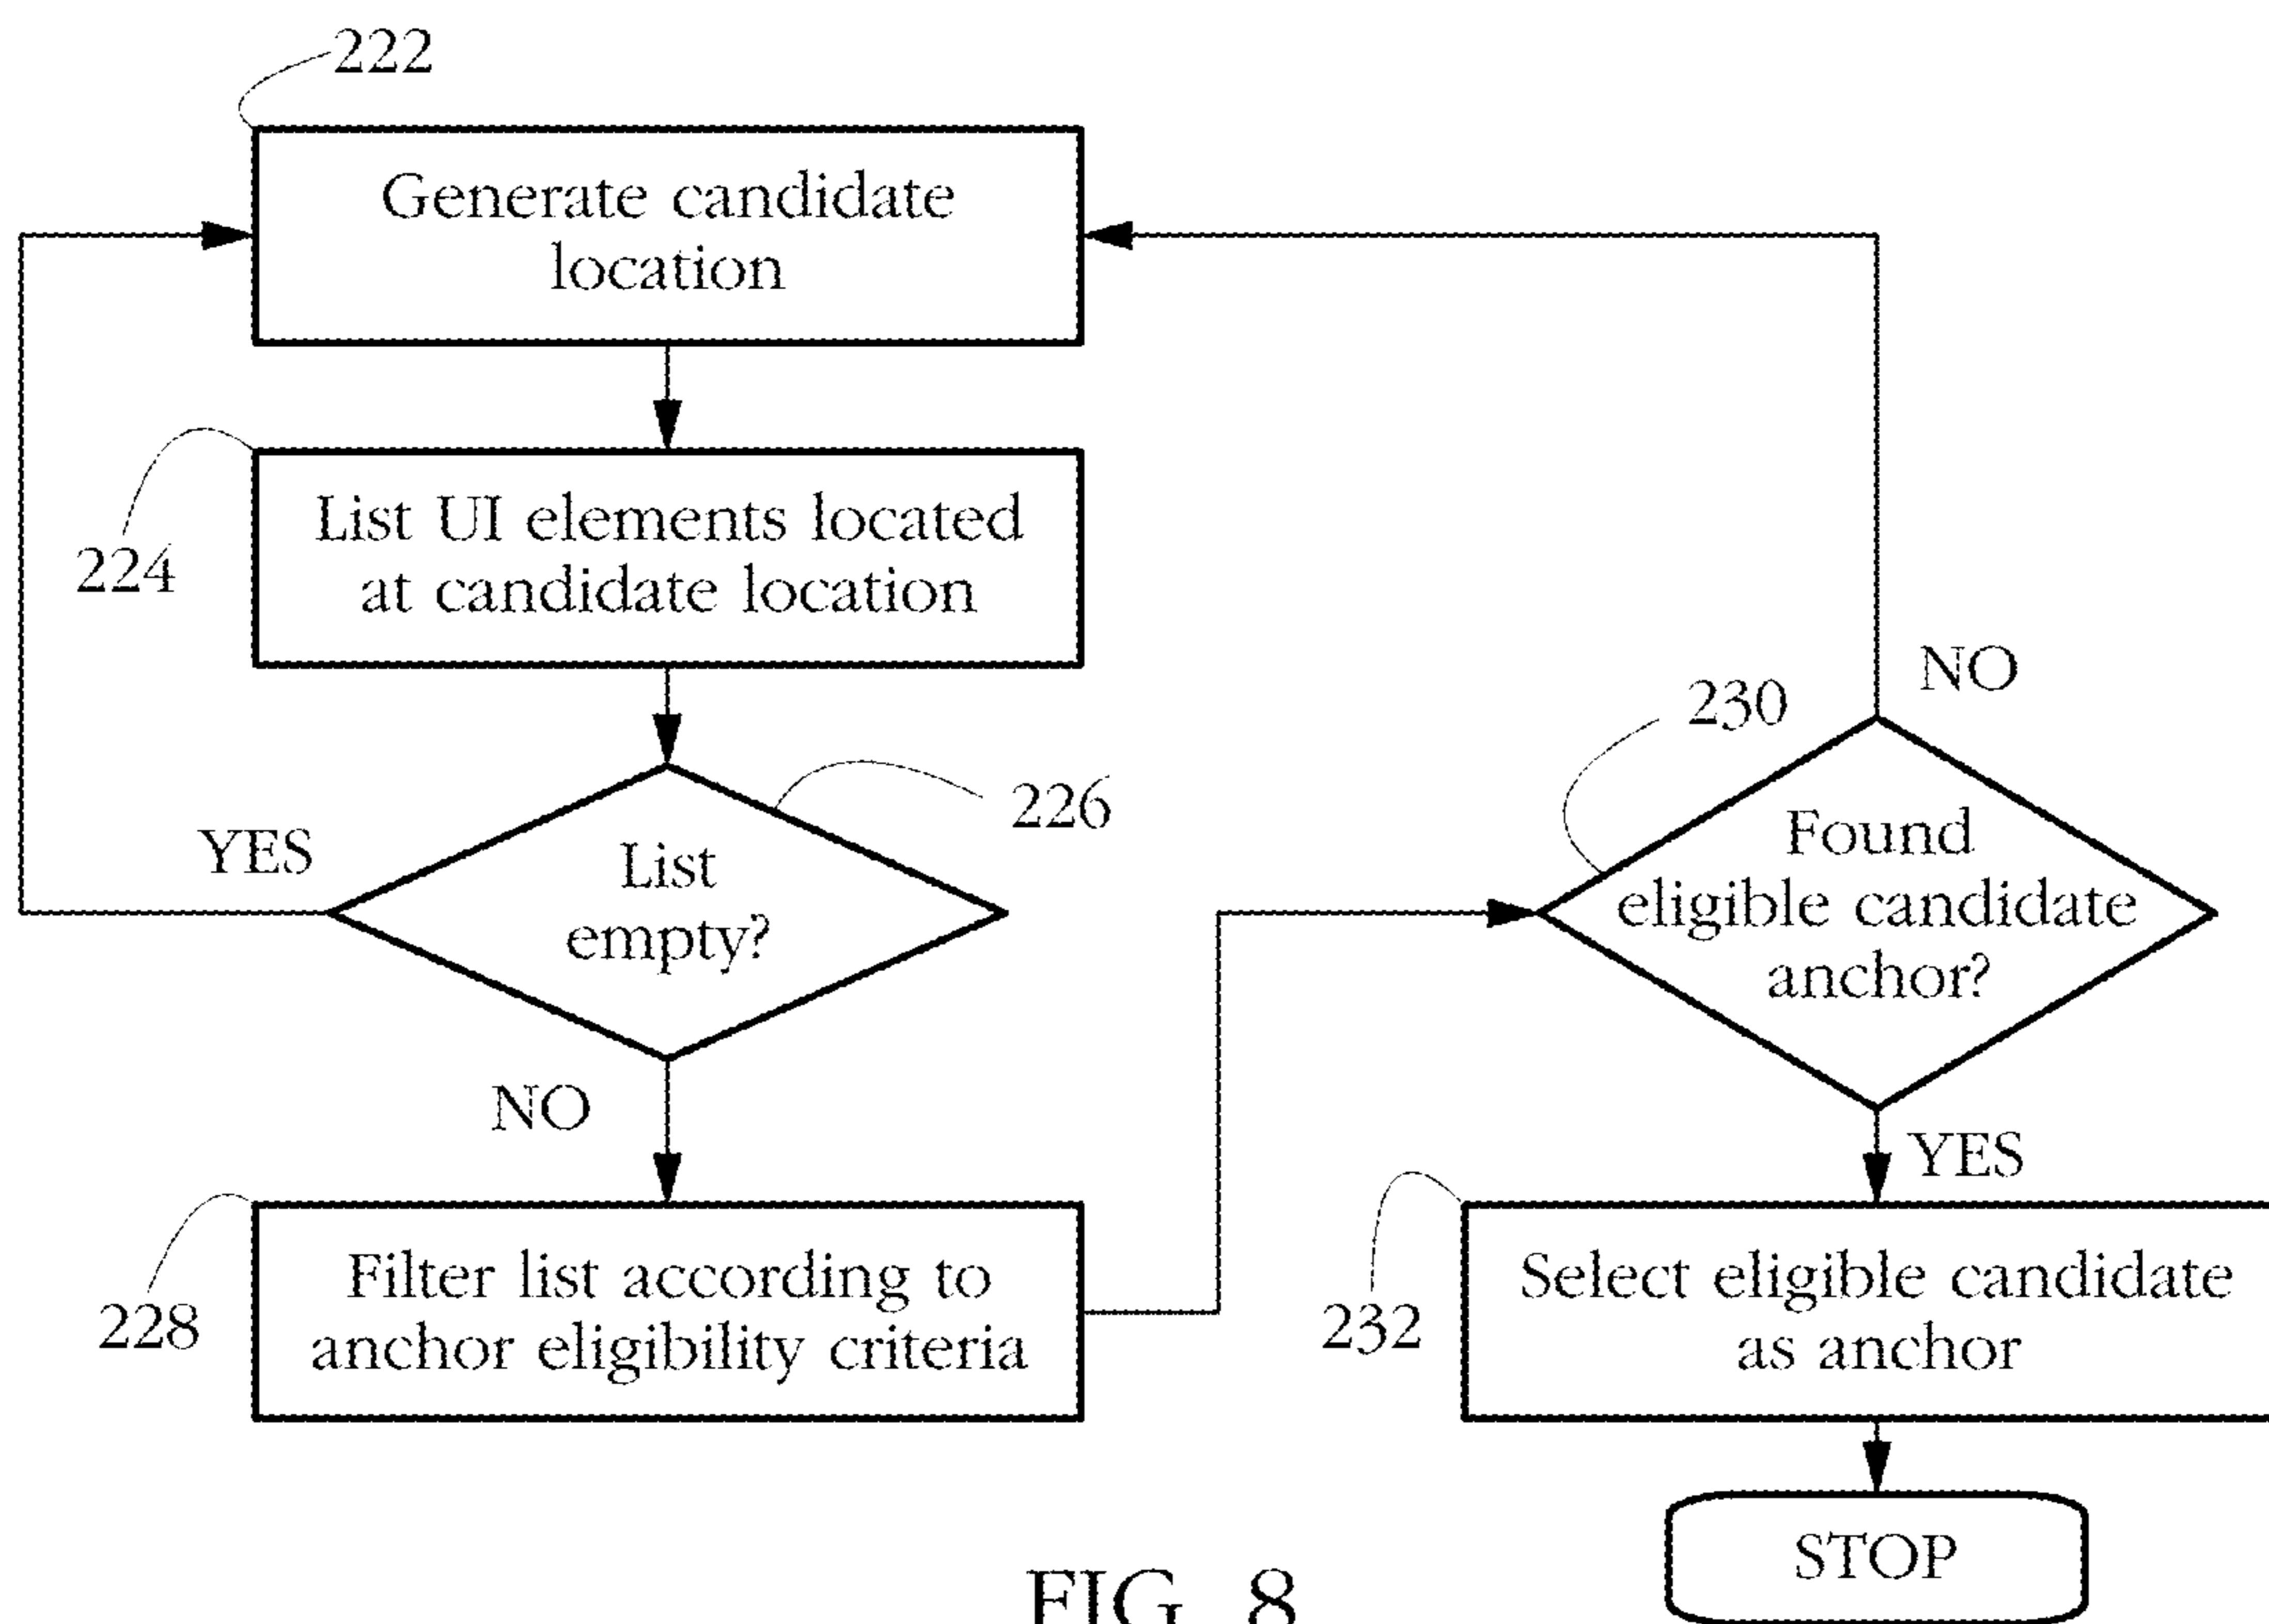 222
Generate candidate
location
224
List UI elements located
at candidate location
226
List
empty?
YES
NO
228
Filter list according to
anchor eligibility criteria
230
Found
eligible candidate
anchor?
NO
YES
232
Select eligible candidate
as anchor
STOP
FIG. 8